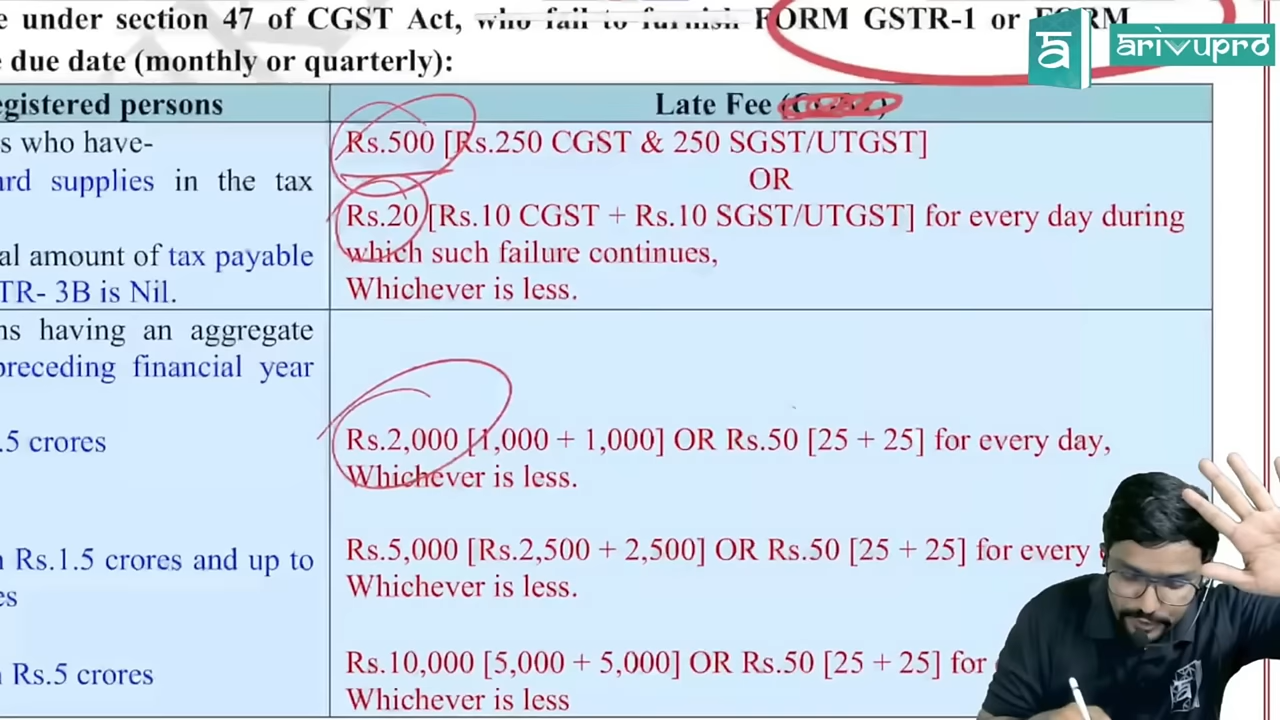 e under section 47 of CGST Act, who fail to furnish FORM GSTR-1 or FORM
e due date (monthly or quarterly):
arivupro
egistered persons
Late Fee
s who have-
ard supplies in the tax
al amount of tax payable
TR- 3B is Nil.
Rs.500 [Rs.250 CGST & 250 SGST/UTGST]
OR
Rs.20 [Rs.10 CGST + Rs.10 SGST/UTGST] for every day during
which such failure continues,
Whichever is less.
ns having an aggregate
preceding financial year
.5 crores
Rs.2,000 [1,000 + 1,000] OR Rs.50 [25 + 25] for every day,
Whichever is less.
n Rs.1.5 crores and up to
es
Rs.5,000 [Rs.2,500 + 2,500] OR Rs.50 [25 + 25] for every
Whichever is less.
n Rs.5 crores
Rs.10,000 [5,000 + 5,000] OR Rs.50 [25 + 25] for
Whichever is less